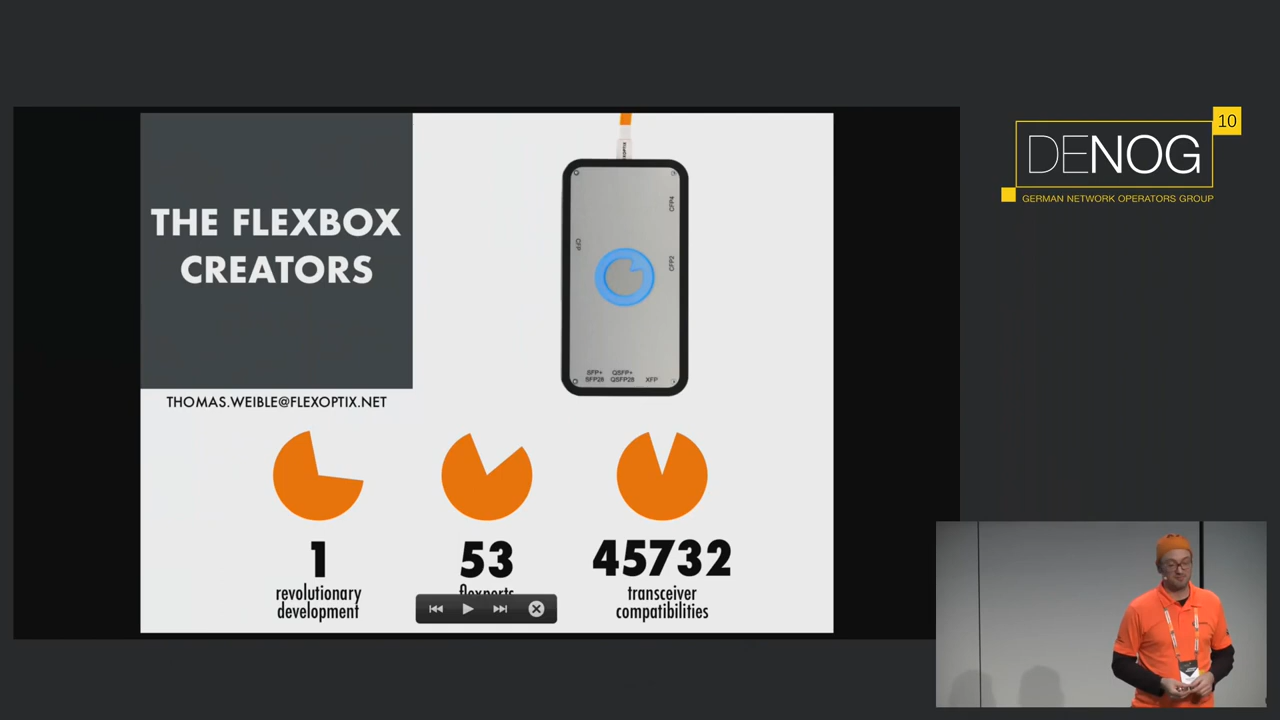 THE FLEXBOX
CREATORS
THOMAS.WEIBLE@FLEXOPTIX.NET
CFP4
CFP
CFP2
SFP+
SFP28
QSFP+
QSFP28
XFP
1
revolutionary
development
53
flexperts
45732
transceiver
compatibilities
10
DENOG
GERMAN NETWORK OPERATORS GROUP